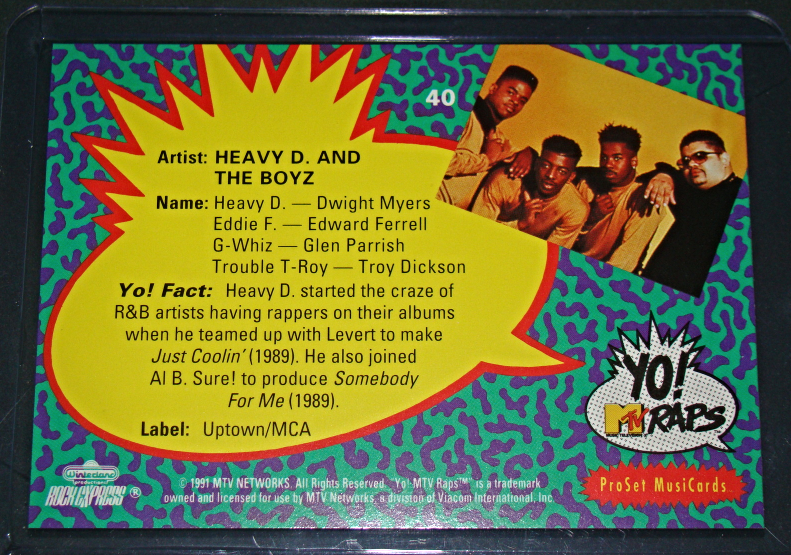 40
Artist: HEAVY D. AND
THE BOYZ
Name: Heavy D. — Dwight Myers
Eddie F. — Edward Ferrell
G-Whiz — Glen Parrish
Trouble T-Roy — Troy Dickson
Yo! Fact: Heavy D. started the craze of
R&B artists having rappers on their albums
when he teamed up with Levert to make
Just Coolin' (1989). He also joined
Al B. Sure! to produce Somebody
For Me (1989).
Label: Uptown/MCA
YO!
MTV RAPS
MUSIC TELEVISION
ProSet MusiCards
Winterland
productions
ROCK EXPRESS ®
© 1991 MTV NETWORKS. All Rights Reserved. Yo! MTV Raps™ is a trademark
owned and licensed for use by MTV Networks, a division of Viacom International, Inc.